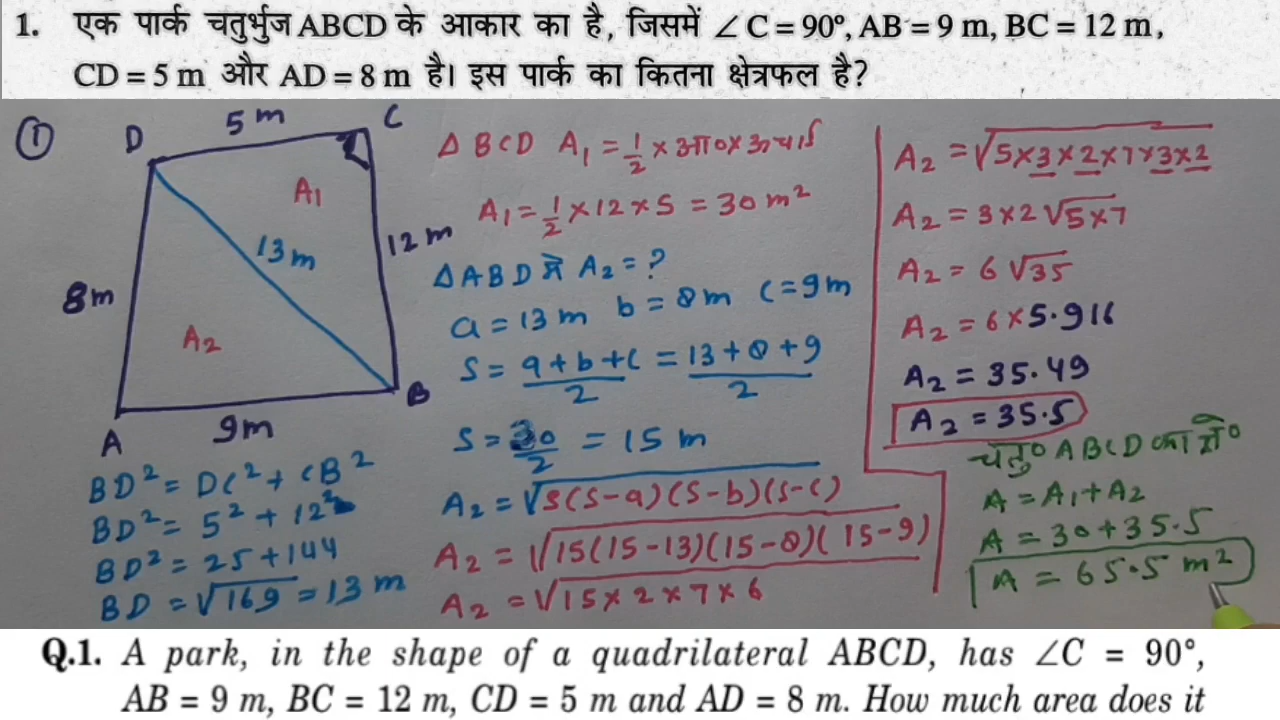 1. एक पार्क चतुर्भुज ABCD के आकार का है, जिसमें ∠C = 90°, AB = 9 m, BC = 12 m,
CD = 5 m और AD = 8 m है। इस पार्क का कितना क्षेत्रफल है?
①
D 5 m C
A₁
13 m
12 m
8m
A₂
A 9m B
BD² = DC² + CB²
BD² = 5² + 12²
BD² = 25 + 144
BD = √169 = 13 m
△ BCD A₁ = 1/2 × आ० × ऊचाई
A₁ = 1/2 × 12 × 5 = 30 m²
△ABD में A₂ = ?
a = 13 m b = 8m c = 9m
S = a+b+c/2 = 13+8+9/2
S = 30/2 = 15 m
A₂ = √S(S-a)(S-b)(S-c)
A₂ = √15(15-13)(15-8)(15-9)
A₂ = √15×2×7×6
A₂ = √5×3×2×7×3×2
A₂ = 3×2√5×7
A₂ = 6√35
A₂ = 6×5.916
A₂ = 35.49
A₂ = 35.5
चतु० ABCD का क्षे०
A = A₁+A₂
A = 30+35.5
A = 65.5 m²
Q.1. A park, in the shape of a quadrilateral ABCD, has ∠C = 90°,
AB = 9 m, BC = 12 m, CD = 5 m and AD = 8 m. How much area does it